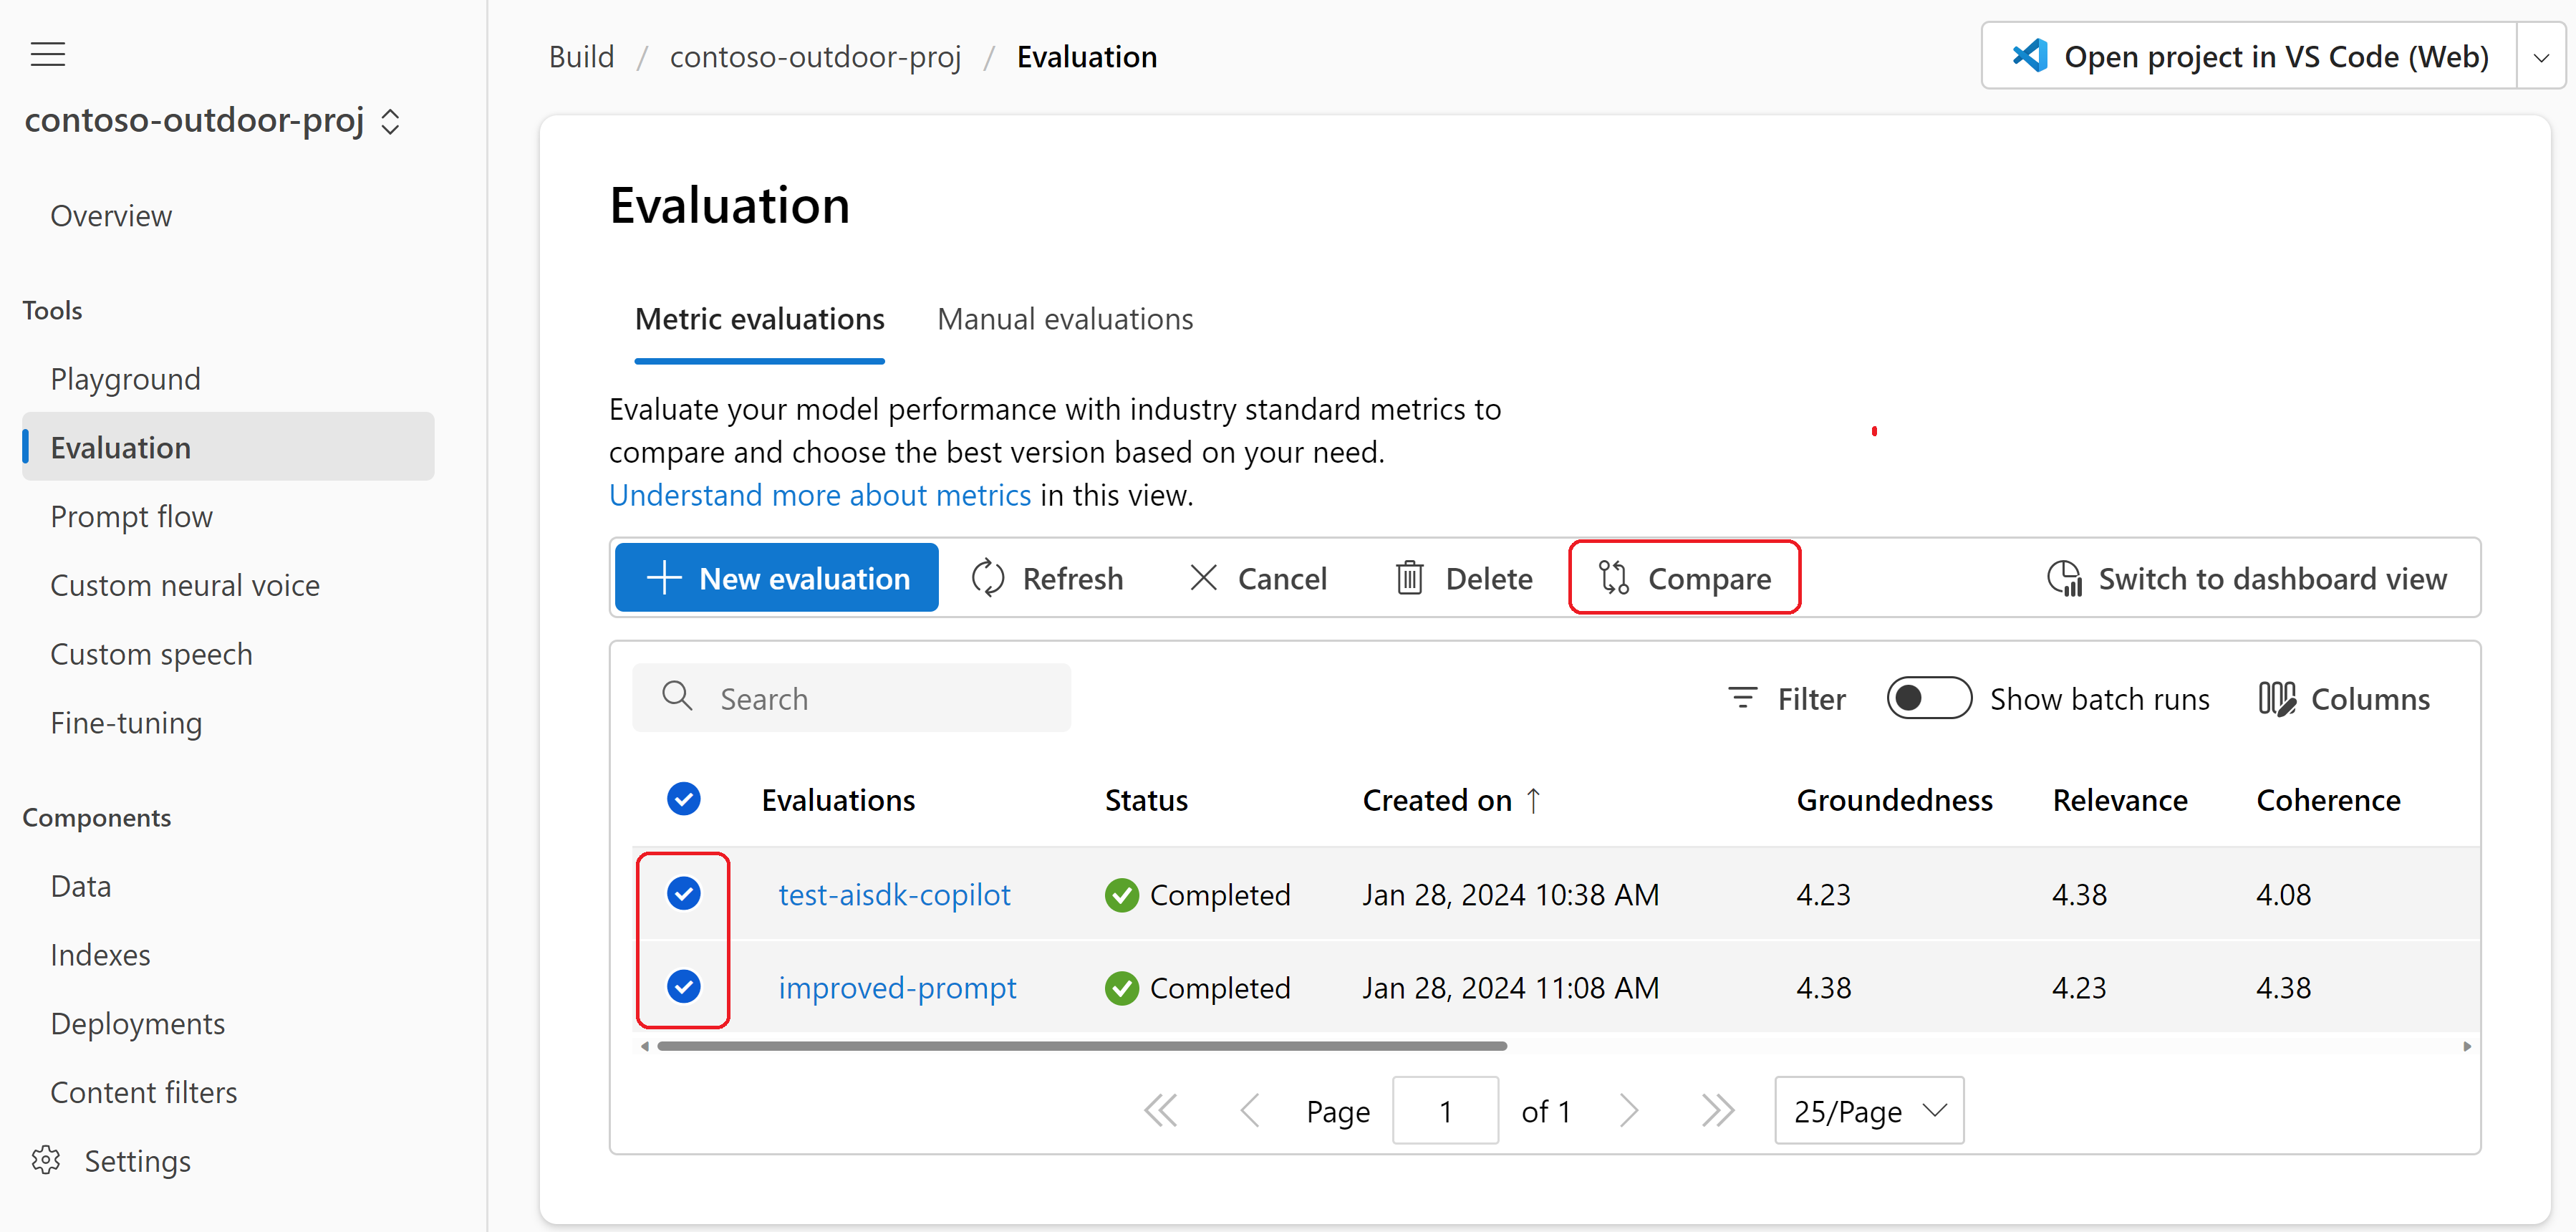 Build / contoso-outdoor-proj / Evaluation
Open project in VS Code (Web)
contoso-outdoor-proj
Overview
Tools
Playground
Evaluation
Prompt flow
Custom neural voice
Custom speech
Fine-tuning
Components
Data
Indexes
Deployments
Content filters
Settings
Evaluation
Metric evaluations Manual evaluations
Evaluate your model performance with industry standard metrics to
compare and choose the best version based on your need.
Understand more about metrics in this view.
New evaluation Refresh Cancel Delete Compare Switch to dashboard view
Search Filter Show batch runs Columns
Evaluations Status Created on ↑ Groundedness Relevance Coherence
test-aisdk-copilot Completed Jan 28, 2024 10:38 AM 4.23 4.38 4.08
improved-prompt Completed Jan 28, 2024 11:08 AM 4.38 4.23 4.38
Page 1 of 1 25/Page